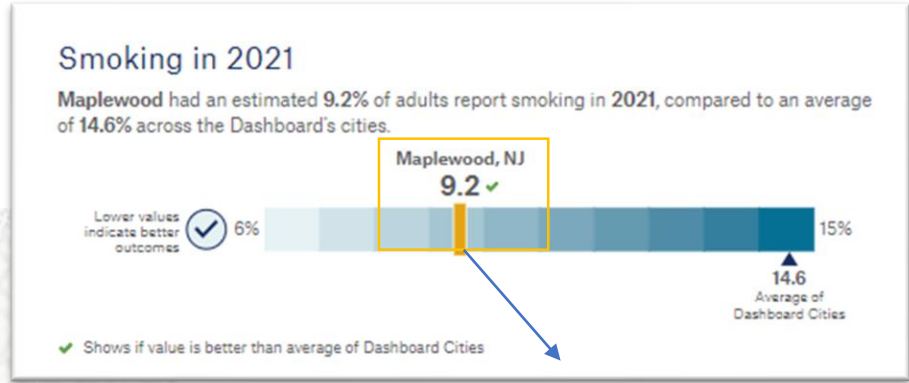 Smoking in 2021
Maplewood had an estimated 9.2% of adults report smoking in 2021, compared to an average
of 14.6% across the Dashboard's cities.
Maplewood, NJ
9.2
Lower values
indicate better
outcomes
6%
15%
14.6
Average of
Dashboard Cities
Shows if value is better than average of Dashboard Cities